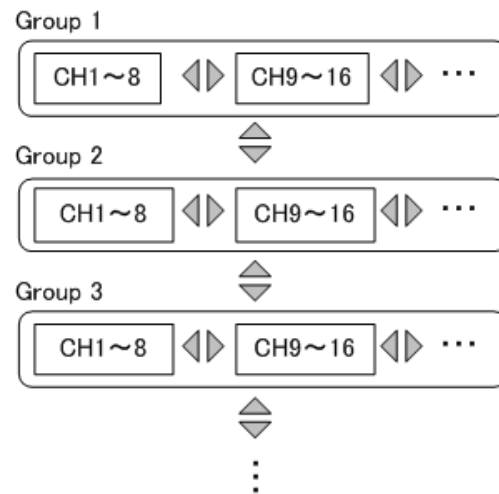 Group 1
CH1～8 CH9～16 ･･･
Group 2
CH1～8 CH9～16 ･･･
Group 3
CH1～8 CH9～16 ･･･